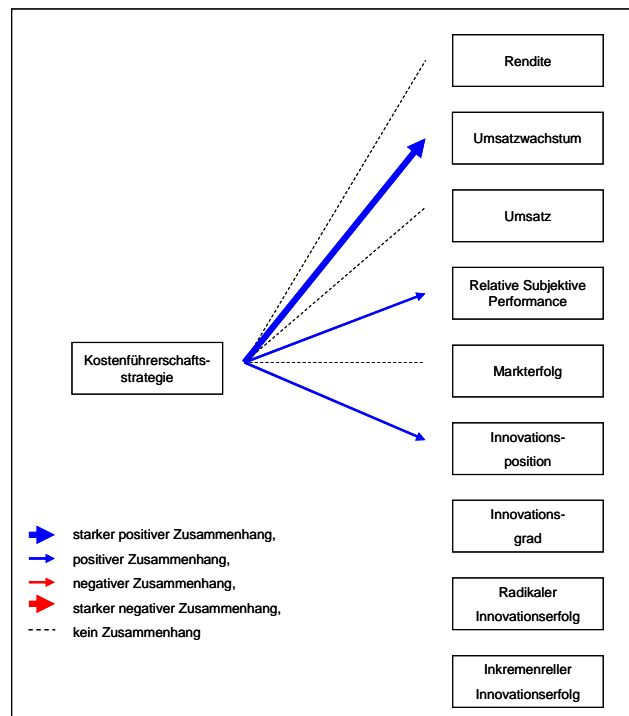 Rendite
Umsatzwachstum
Umsatz
Relative Subjektive
Performance
Kostenführerschafts-
strategie
Markterfolg
Innovations-
position
Innovations-
grad
Radikaler
Innovationserfolg
Inkremenreller
Innovationserfolg
starker positiver Zusammenhang,
positiver Zusammenhang,
negativer Zusammenhang,
starker negativer Zusammenhang,
kein Zusammenhang